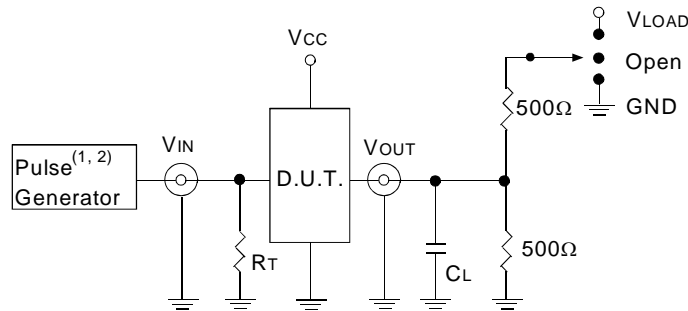 VLOAD
Open
GND
VCC
500Ω
VIN
VOUT
Pulse(1, 2)
Generator
D.U.T.
RT
CL
500Ω